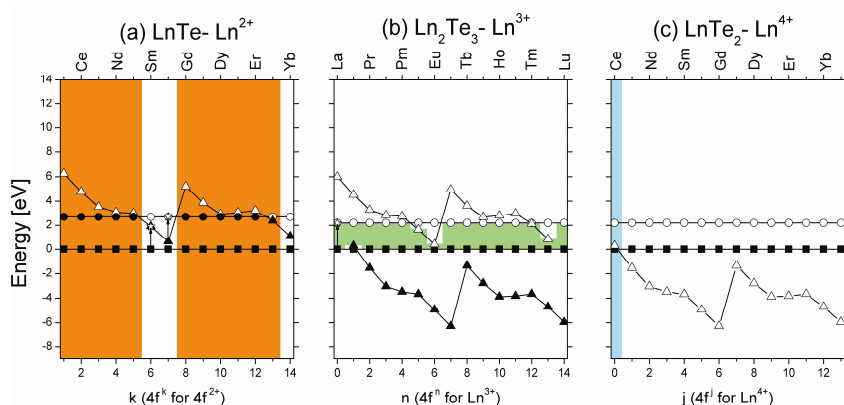 (a) LnTe- Ln2+
(b) Ln2Te3- Ln3+
(c) LnTe2- Ln4+
Ce Nd Sm Gd Dy Er Yb
La Pr Pm Eu Tb Ho Tm Lu
Ce Nd Sm Gd Dy Er Yb
Energy [eV]
14
12
10
8
6
4
2
0
-2
-4
-6
-8
2 4 6 8 10 12 14
0 2 4 6 8 10 12 14
0 2 4 6 8 10 12
k (4fk for 4f2+)
n (4fn for Ln3+)
j (4fj for Ln4+)